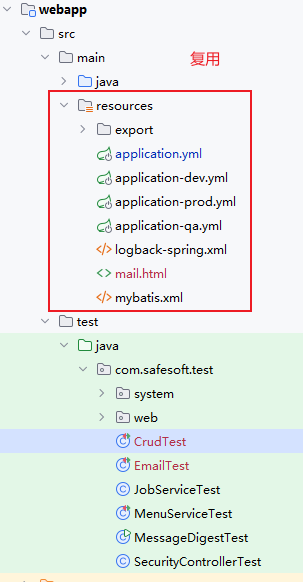 webapp
src
main
复用
java
resources
export
application.yml
application-dev.yml
application-prod.yml
application-qa.yml
logback-spring.xml
mail.html
mybatis.xml
test
java
com.safesoft.test
system
web
CrudTest
EmailTest
JobServiceTest
MenuServiceTest
MessageDigestTest
SecurityControllerTest